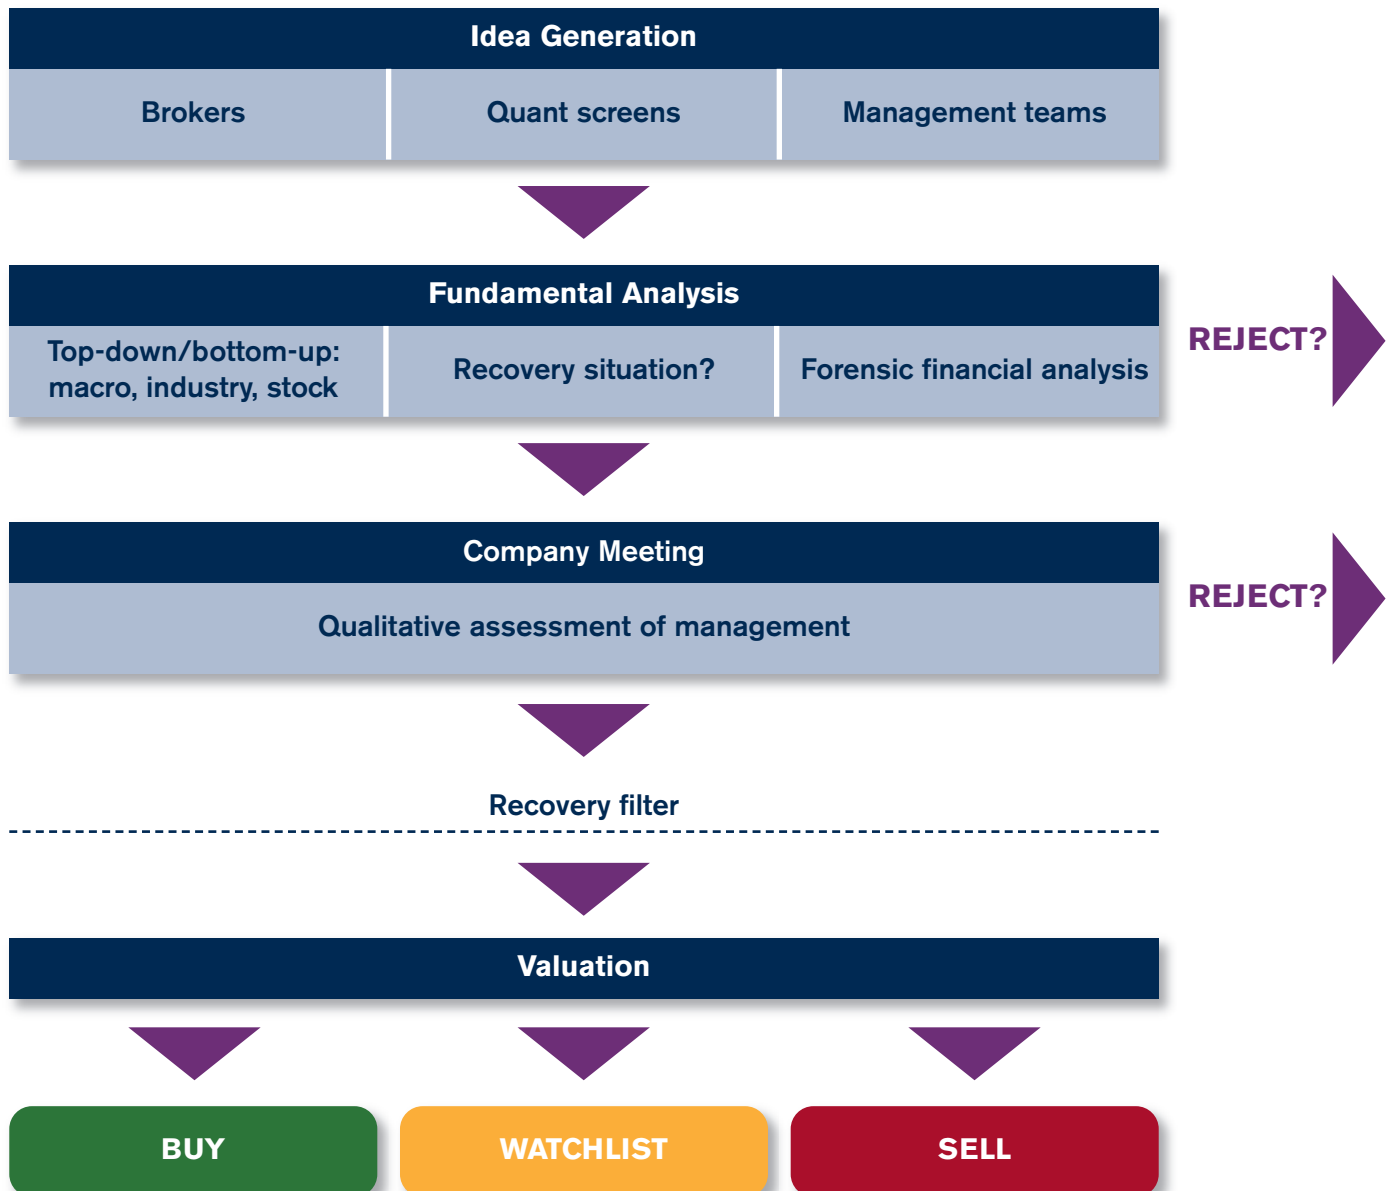 Idea Generation
Brokers
Quant screens
Management teams
Fundamental Analysis
Top-down/bottom-up:
macro, industry, stock
Recovery situation?
Forensic financial analysis
REJECT?
Company Meeting
Qualitative assessment of management
REJECT?
Recovery filter
Valuation
BUY
WATCHLIST
SELL